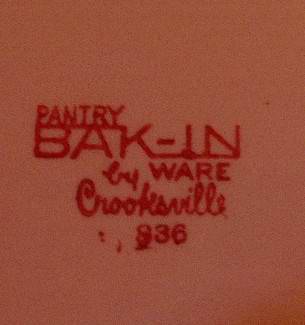 PANTRY
BAK-IN
by WARE
Crooksville
936